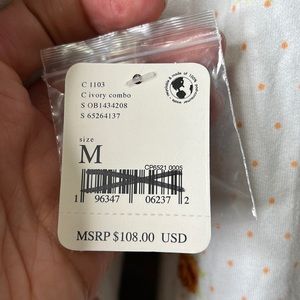 C 1103
C ivory combo
S OB1434208
S 65264137
size
M
CP6521 0005
1 96347 06237 2
MSRP $108.00 USD